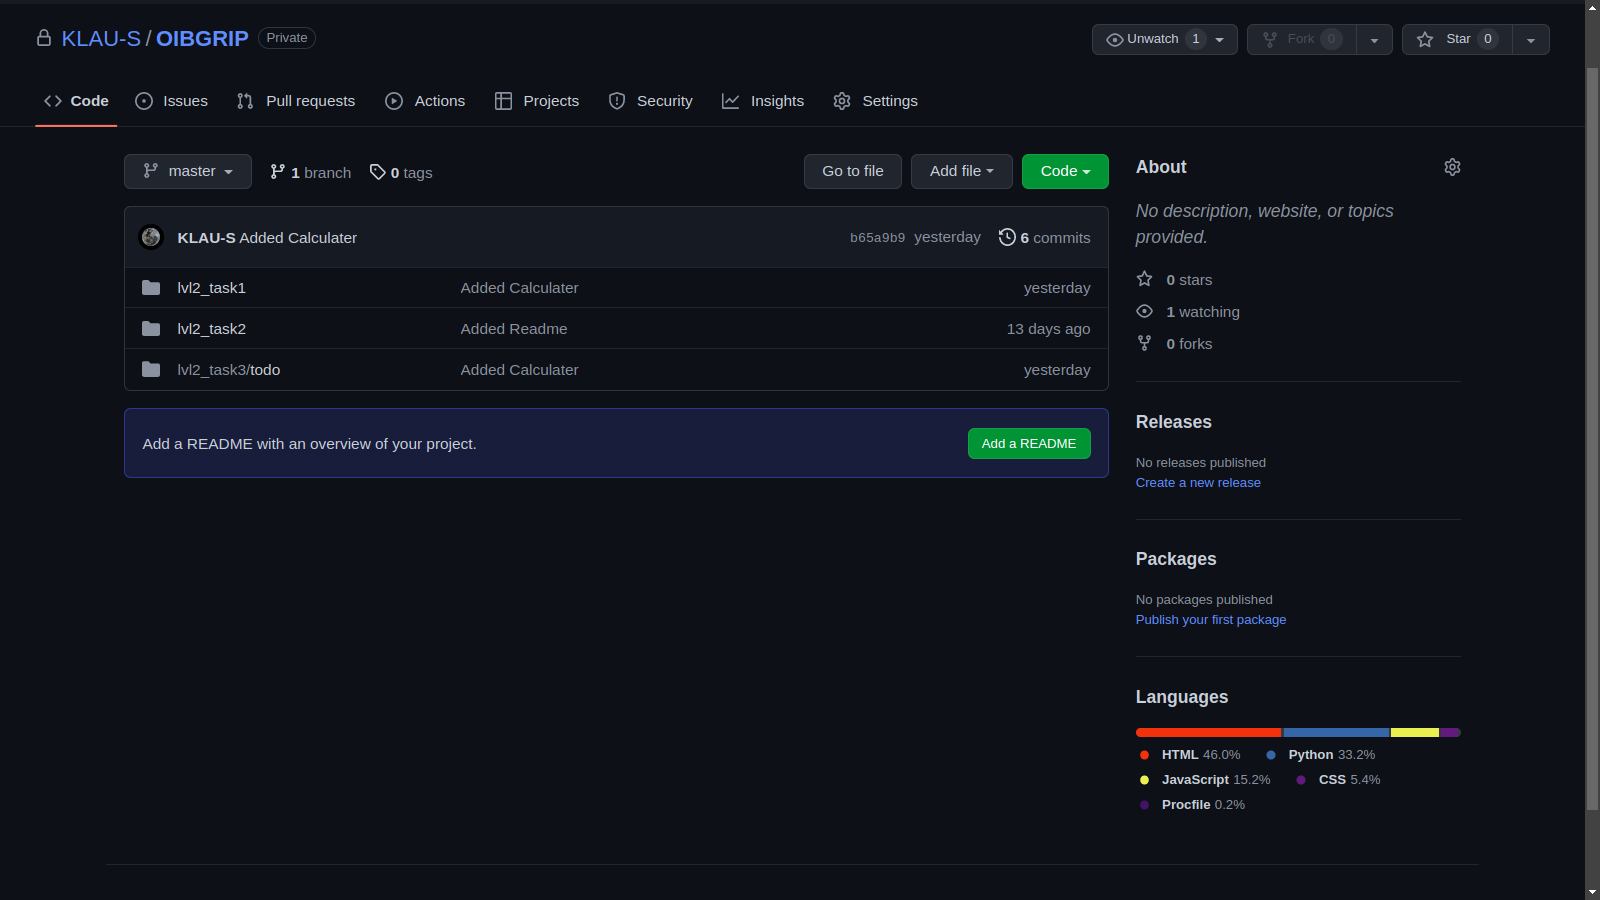 KLAU-S / OIBGRIP Private
Unwatch 1 Fork 0 Star 0
Code Issues Pull requests Actions Projects Security Insights Settings
master 1 branch 0 tags Go to file Add file Code
KLAU-S Added Calculater b65a9b9 yesterday 6 commits
lvl2_task1 Added Calculater yesterday
lvl2_task2 Added Readme 13 days ago
lvl2_task3/todo Added Calculater yesterday
Add a README with an overview of your project. Add a README
About
No description, website, or topics
provided.
0 stars
1 watching
0 forks
Releases
No releases published
Create a new release
Packages
No packages published
Publish your first package
Languages
HTML 46.0% Python 33.2%
JavaScript 15.2% CSS 5.4%
Procfile 0.2%